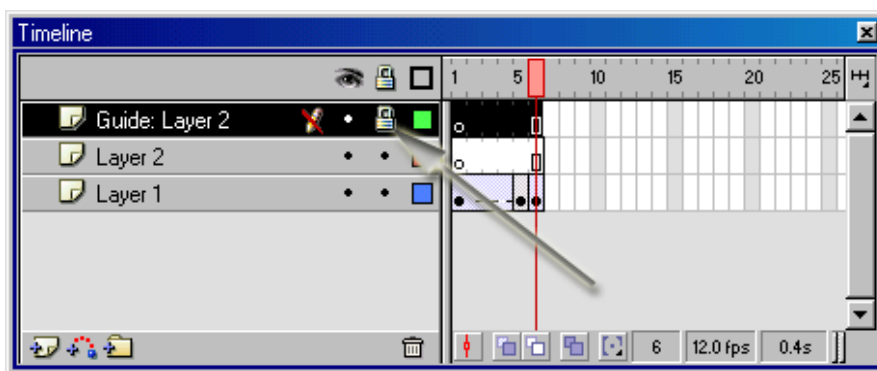 Timeline
1 5 10 15 20 25
Guide: Layer 2
Layer 2
Layer 1
6 12.0 fps 0.4s